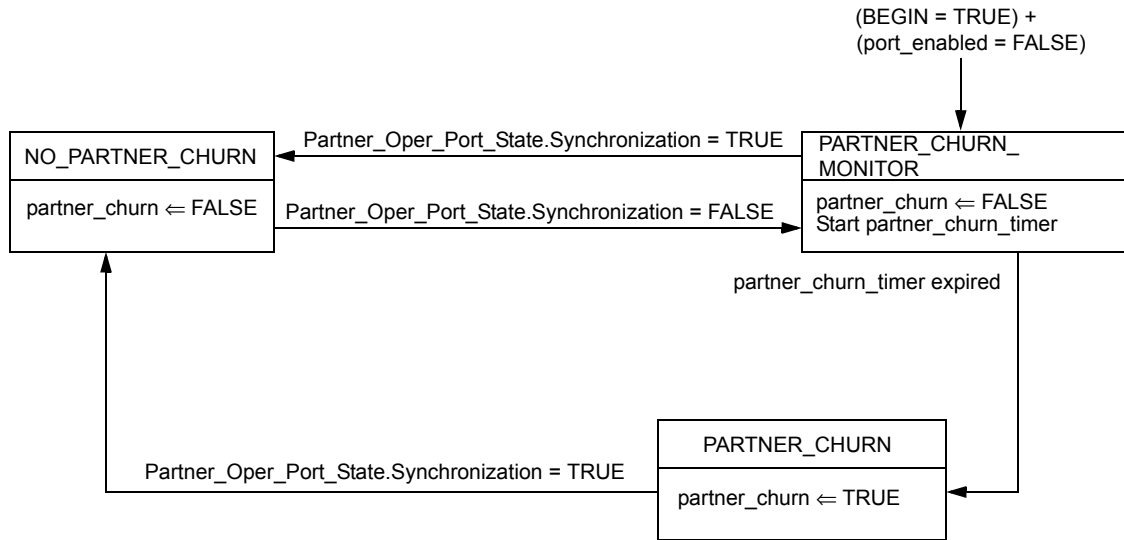 (BEGIN = TRUE) +
(port_enabled = FALSE)
Partner_Oper_Port_State.Synchronization = TRUE
NO_PARTNER_CHURN
partner_churn ⇐ FALSE
PARTNER_CHURN_
MONITOR
partner_churn ⇐ FALSE
Start partner_churn_timer
Partner_Oper_Port_State.Synchronization = FALSE
partner_churn_timer expired
PARTNER_CHURN
partner_churn ⇐ TRUE
Partner_Oper_Port_State.Synchronization = TRUE